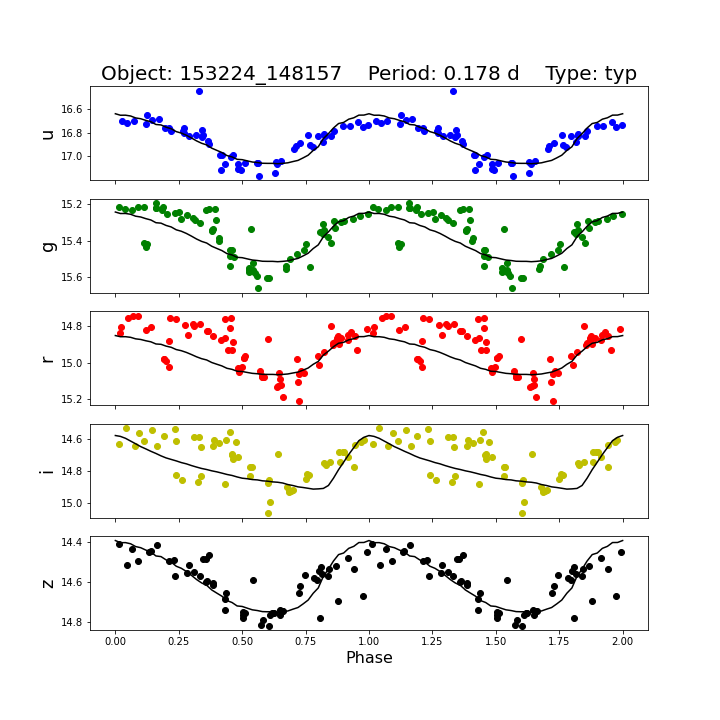 Object: 153224_148157    Period: 0.178 d    Type: typ
u
16.6
16.8
17.0
g
15.2
15.4
15.6
r
14.8
15.0
15.2
i
14.6
14.8
15.0
z
14.4
14.6
14.8
0.00 0.25 0.50 0.75 1.00 1.25 1.50 1.75 2.00
Phase